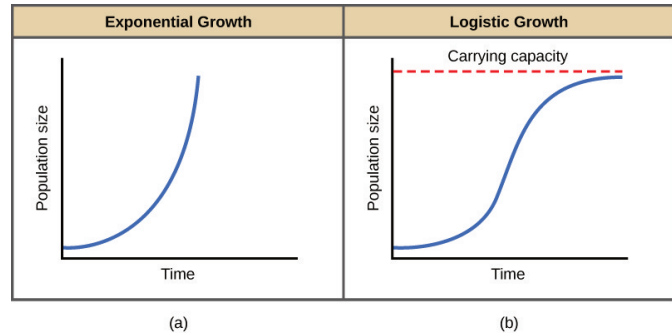 Exponential Growth
Logistic Growth
Population size
Time
Carrying capacity
Population size
Time
(a)
(b)